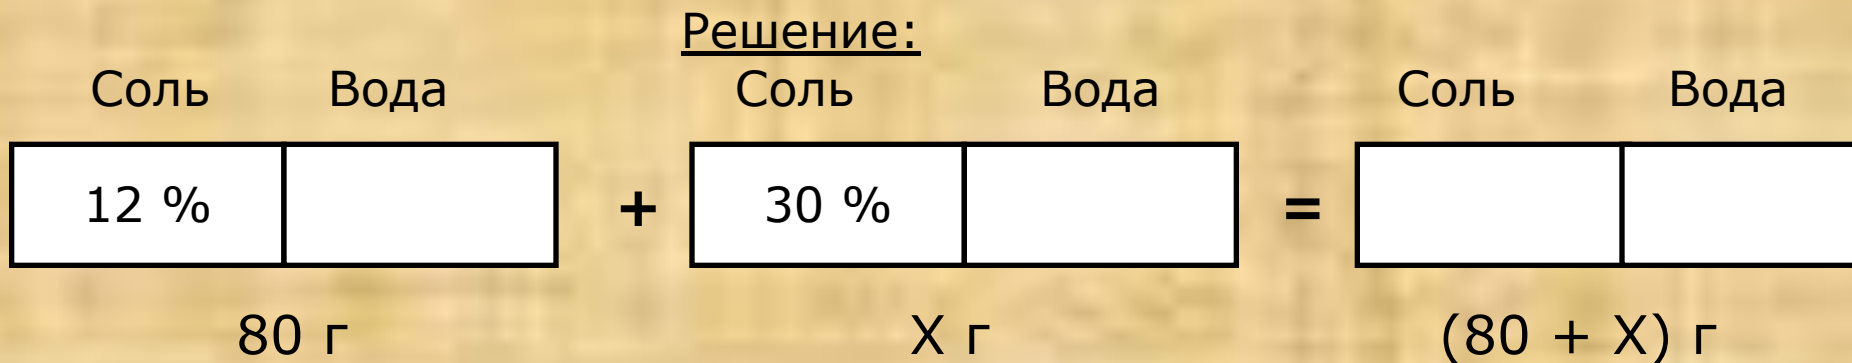 Решение:
Соль Вода Соль Вода Соль Вода
12 % + 30 % =
80 г Х г (80 + Х) г